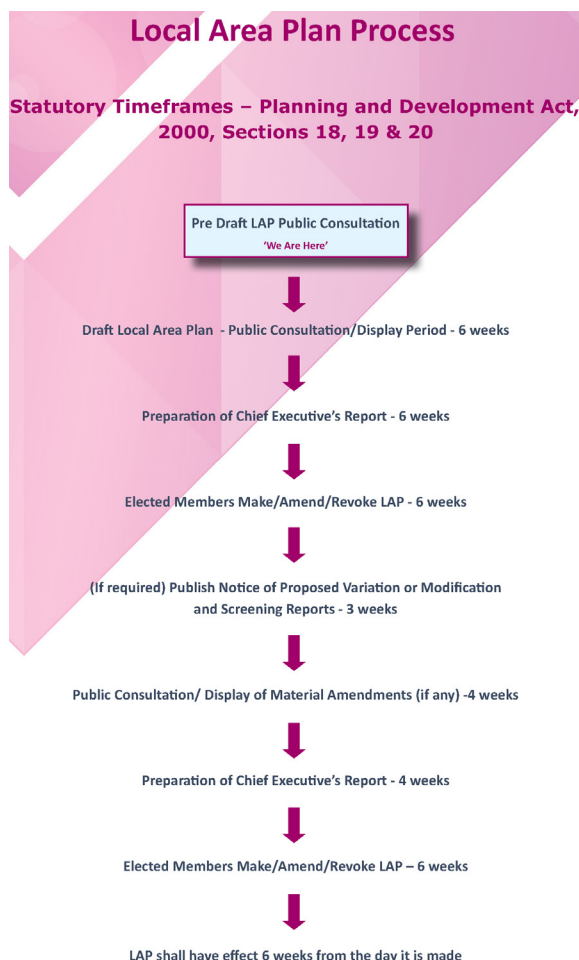 Local Area Plan Process
Statutory Timeframes – Planning and Development Act,
2000, Sections 18, 19 & 20
Pre Draft LAP Public Consultation
‘We Are Here’
Draft Local Area Plan  - Public Consultation/Display Period - 6 weeks
Preparation of Chief Executive’s Report - 6 weeks
Elected Members Make/Amend/Revoke LAP - 6 weeks
(If required) Publish Notice of Proposed Variation or Modification
and Screening Reports - 3 weeks
Public Consultation/ Display of Material Amendments (if any) -4 weeks
Preparation of Chief Executive’s Report - 4 weeks
Elected Members Make/Amend/Revoke LAP – 6 weeks
LAP shall have effect 6 weeks from the day it is made